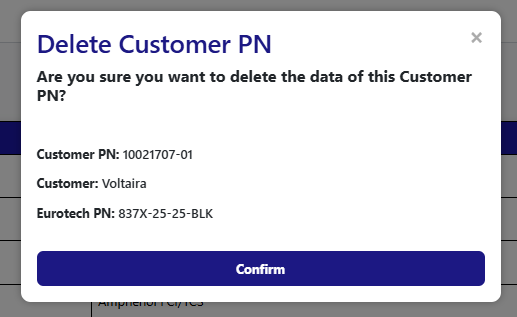 Delete Customer PN
×
Are you sure you want to delete the data of this Customer
PN?
Customer PN: 10021707-01
Customer: Voltaira
Eurotech PN: 837X-25-25-BLK
Confirm